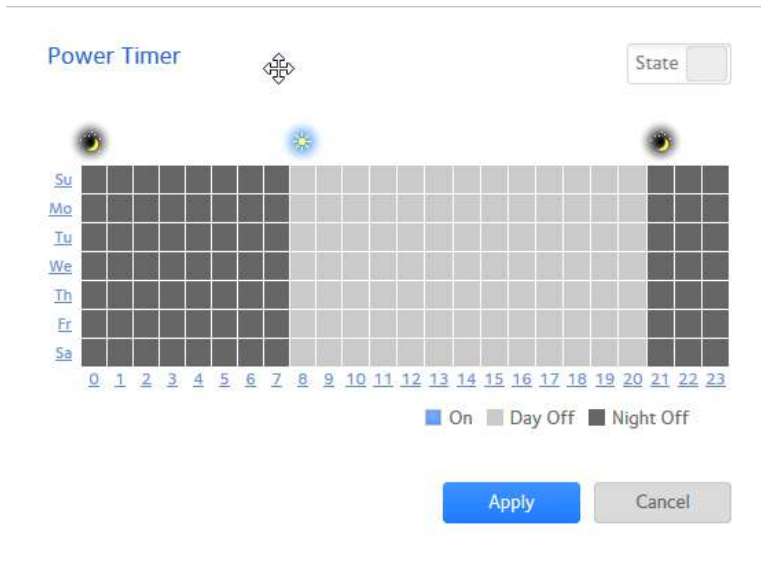 Power Timer
State
Su
Mo
Tu
We
Th
Fr
Sa
0 1 2 3 4 5 6 7 8 9 10 11 12 13 14 15 16 17 18 19 20 21 22 23
On Day Off Night Off
Apply Cancel